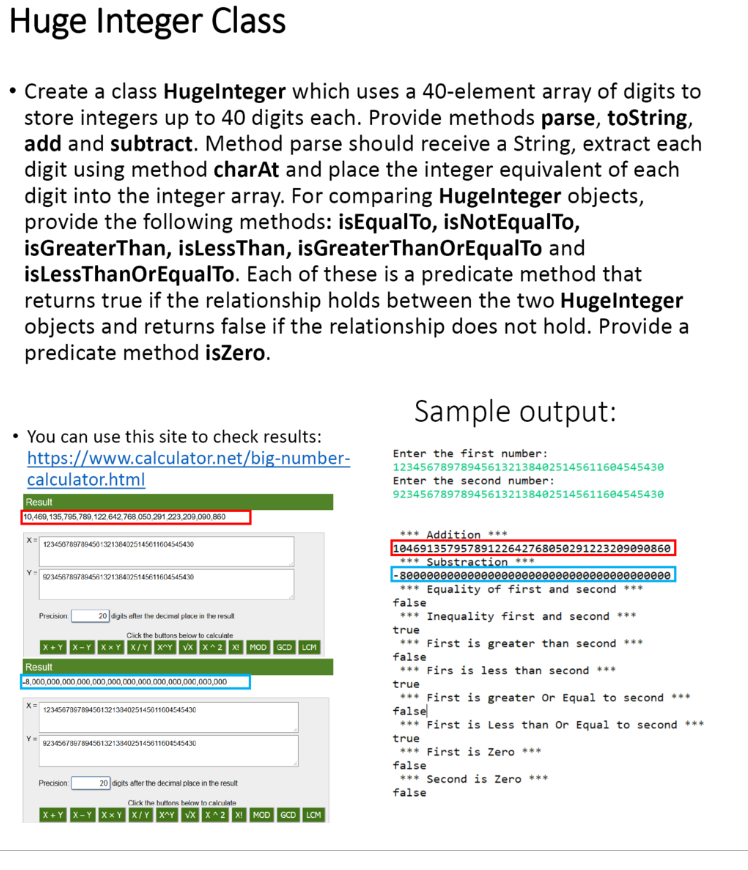 Huge Integer Class
• Create a class HugeInteger which uses a 40-element array of digits to
store integers up to 40 digits each. Provide methods parse, toString,
add and subtract. Method parse should receive a String, extract each
digit using method charAt and place the integer equivalent of each
digit into the integer array. For comparing HugeInteger objects,
provide the following methods: isEqualTo, isNotEqualTo,
isGreaterThan, isLessThan, isGreaterThanOrEqualTo and
isLessThanOrEqualTo. Each of these is a predicate method that
returns true if the relationship holds between the two HugeInteger
objects and returns false if the relationship does not hold. Provide a
predicate method isZero.
• You can use this site to check results:
https://www.calculator.net/big-number-
calculator.html
Result
10,469,135,795,789,122,642,768,050,291,223,209,090,860
X = 1234567897894561321384025145611604545430
Y = 9234567897894561321384025145611604545430
Precision: 20 digits after the decimal place in the result
Click the buttons below to calculate
X + Y X – Y X × Y X / Y X^Y √X X ^ 2 X! MOD GCD LCM
Result
-8,000,000,000,000,000,000,000,000,000,000,000,000,000
X = 1234567897894561321384025145611604545430
Y = 9234567897894561321384025145611604545430
Precision: 20 digits after the decimal place in the result
Click the buttons below to calculate
X + Y X – Y X × Y X / Y X^Y √X X ^ 2 X! MOD GCD LCM
Sample output:
Enter the first number:
1234567897894561321384025145611604545430
Enter the second number:
9234567897894561321384025145611604545430
*** Addition ***
10469135795789122642768050291223209090860
*** Substraction ***
-8000000000000000000000000000000000000000
*** Equality of first and second ***
false
*** Inequality first and second ***
true
*** First is greater than second ***
false
*** Firs is less than second ***
true
*** First is greater Or Equal to second ***
false
*** First is Less than Or Equal to second ***
true
*** First is Zero ***
false
*** Second is Zero ***
false